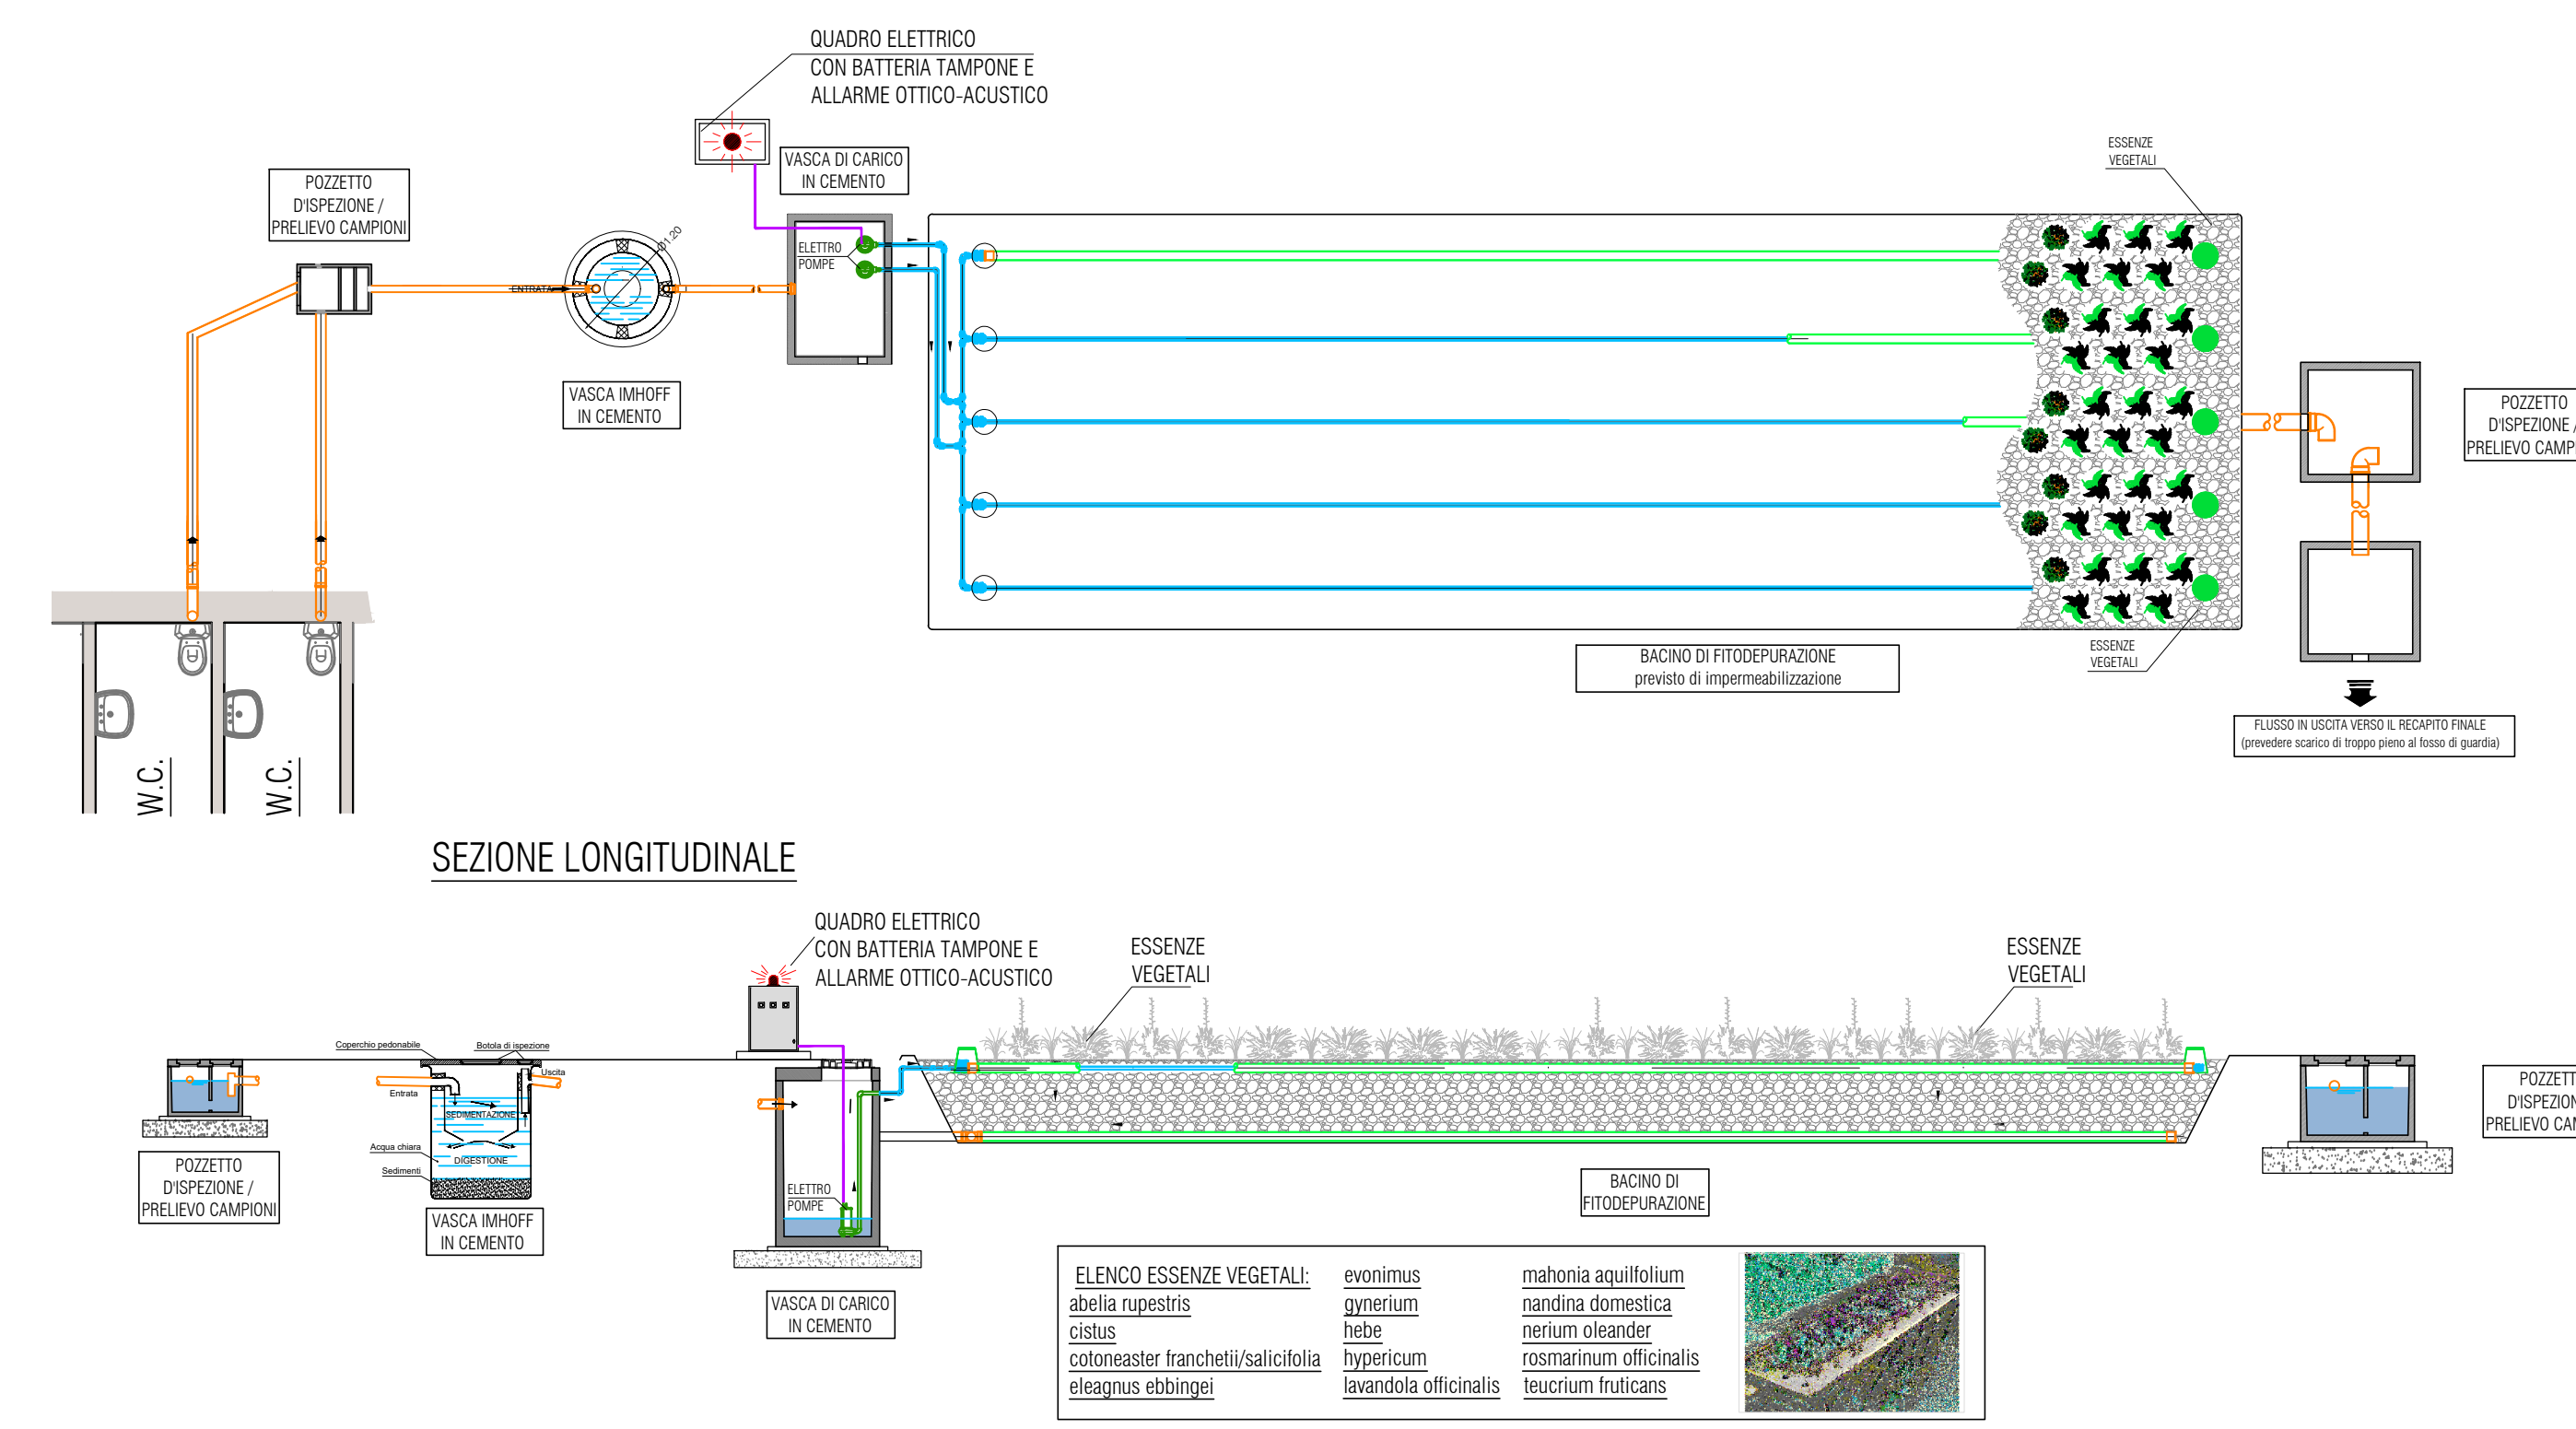 QUADRO ELETTRICO
CON BATTERIA TAMPONE E
ALLARME OTTICO-ACUSTICO
VASCA DI CARICO
IN CEMENTO
POZZETTO
D'ISPEZIONE /
PRELIEVO CAMPIONI
ESSENZE
VEGETALI
Ø1.20
ELETTRO
POMPE
ENTRATA
VASCA IMHOFF
IN CEMENTO
POZZETTO
D'ISPEZIONE /
PRELIEVO CAMP
ESSENZE
VEGETALI
BACINO DI FITODEPURAZIONE
previsto di impermeabilizzazione
FLUSSO IN USCITA VERSO IL RECAPITO FINALE
(prevedere scarico di troppo pieno al fosso di guardia)
W.C.
W.C.
SEZIONE LONGITUDINALE
QUADRO ELETTRICO
CON BATTERIA TAMPONE E
ALLARME OTTICO-ACUSTICO
ESSENZE
VEGETALI
ESSENZE
VEGETALI
Coperchio pedonabile
Botola di ispezione
Uscita
Entrata
SEDIMENTAZIONE
Acqua chiara
DIGESTIONE
Sedimenti
POZZETTO
D'ISPEZIONE /
PRELIEVO CAMPIONI
VASCA IMHOFF
IN CEMENTO
ELETTRO
POMPE
VASCA DI CARICO
IN CEMENTO
BACINO DI
FITODEPURAZIONE
POZZETT
D'ISPEZION
PRELIEVO CAM
ELENCO ESSENZE VEGETALI:
abelia rupestris
cistus
cotoneaster franchetii/salicifolia
eleagnus ebbingei
evonimus
gynerium
hebe
hypericum
lavandola officinalis
mahonia aquilfolium
nandina domestica
nerium oleander
rosmarinum officinalis
teucrium fruticans